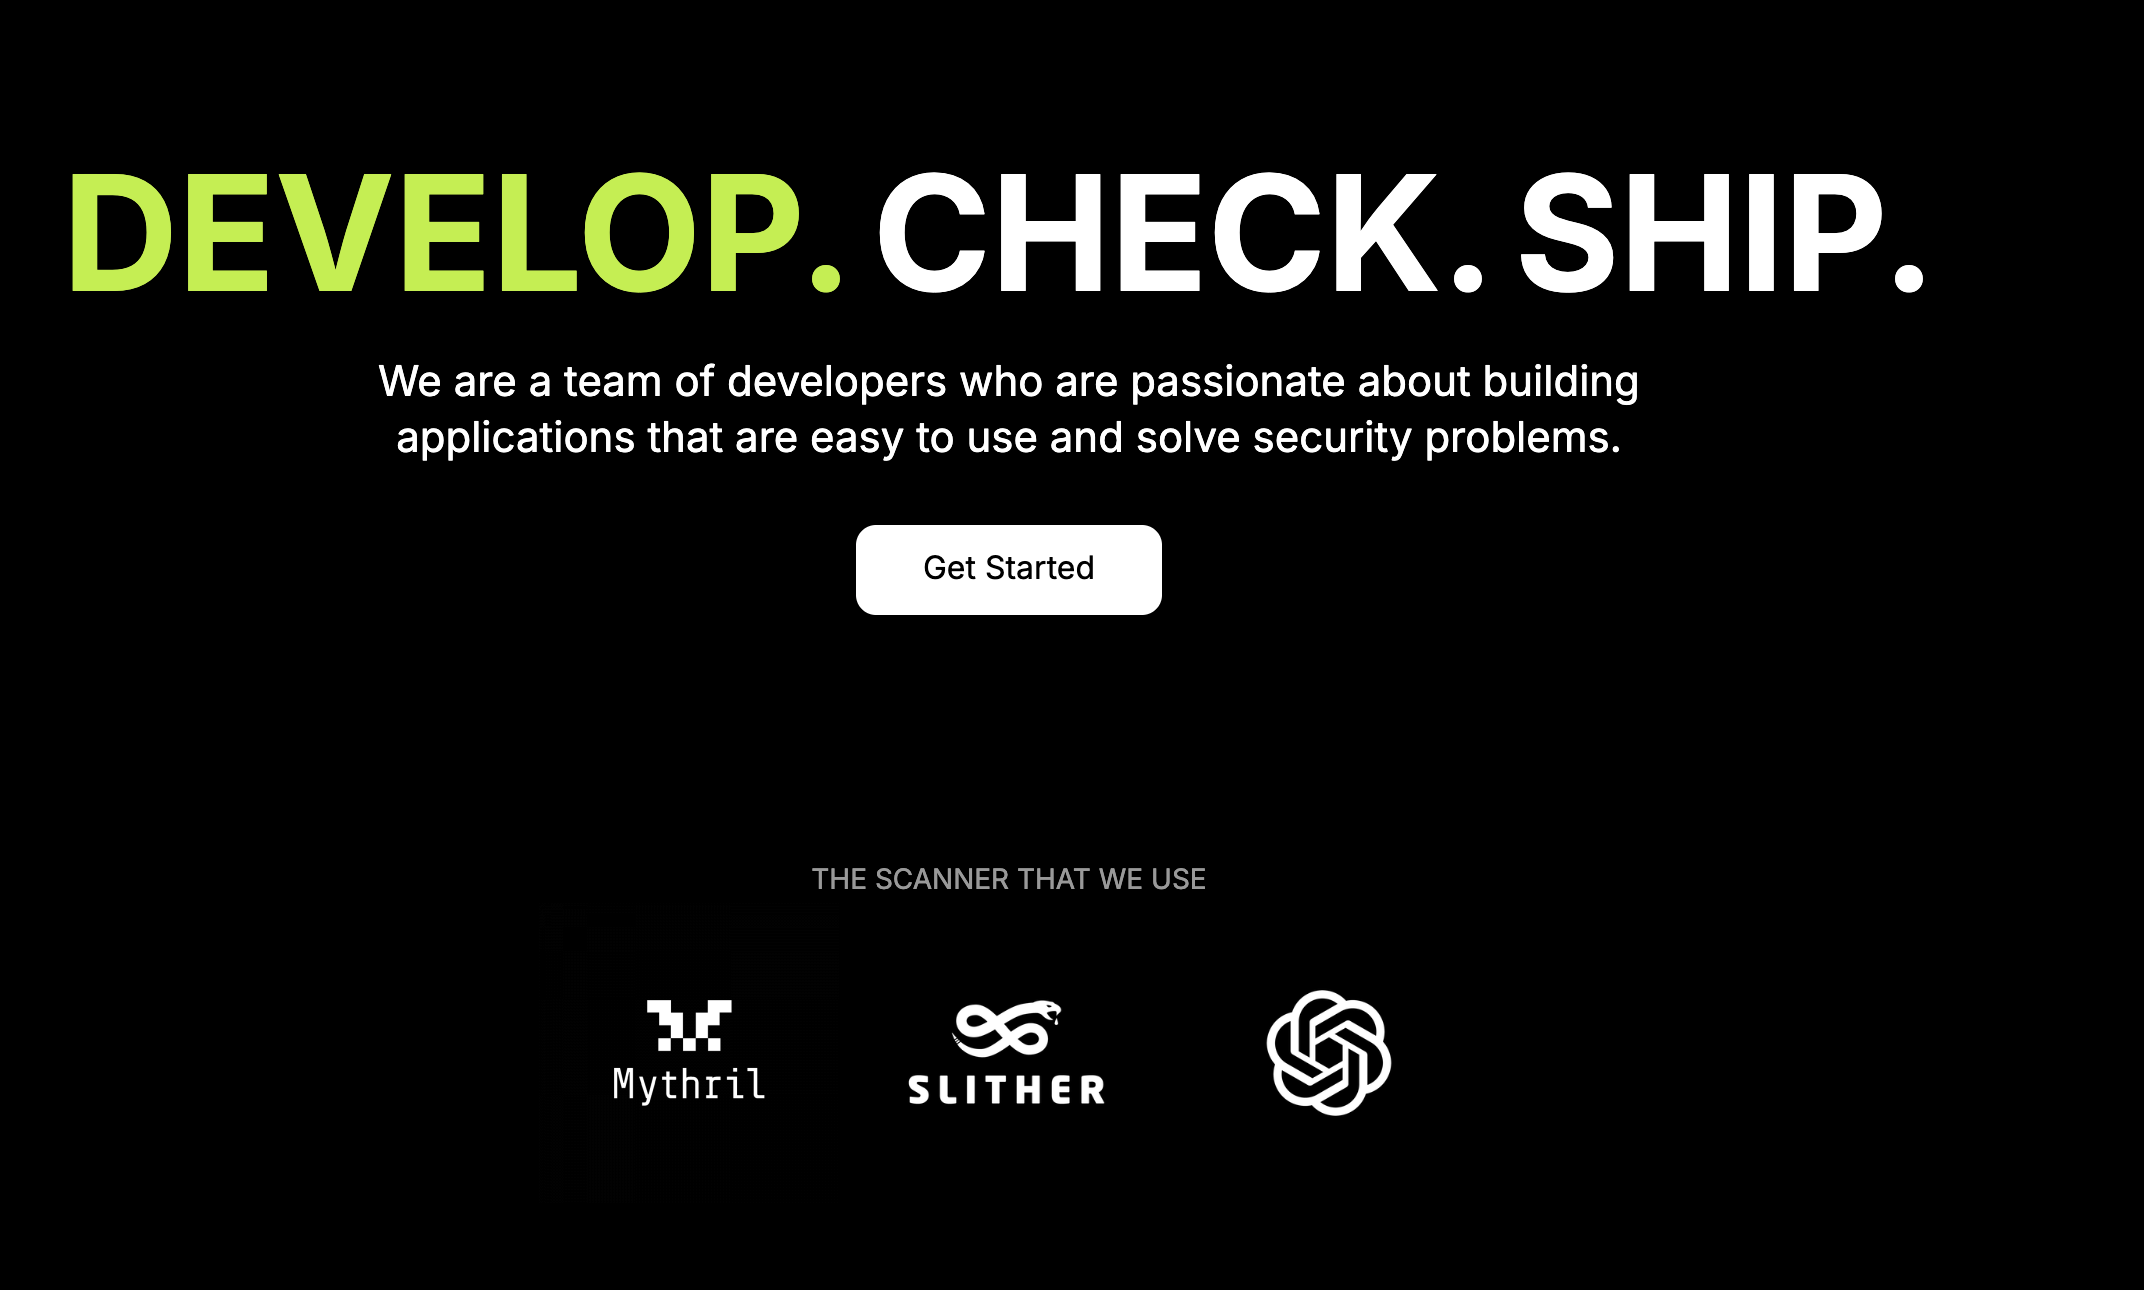 DEVELOP. CHECK. SHIP.
We are a team of developers who are passionate about building
applications that are easy to use and solve security problems.
Get Started
THE SCANNER THAT WE USE
Mythril
SLITHER